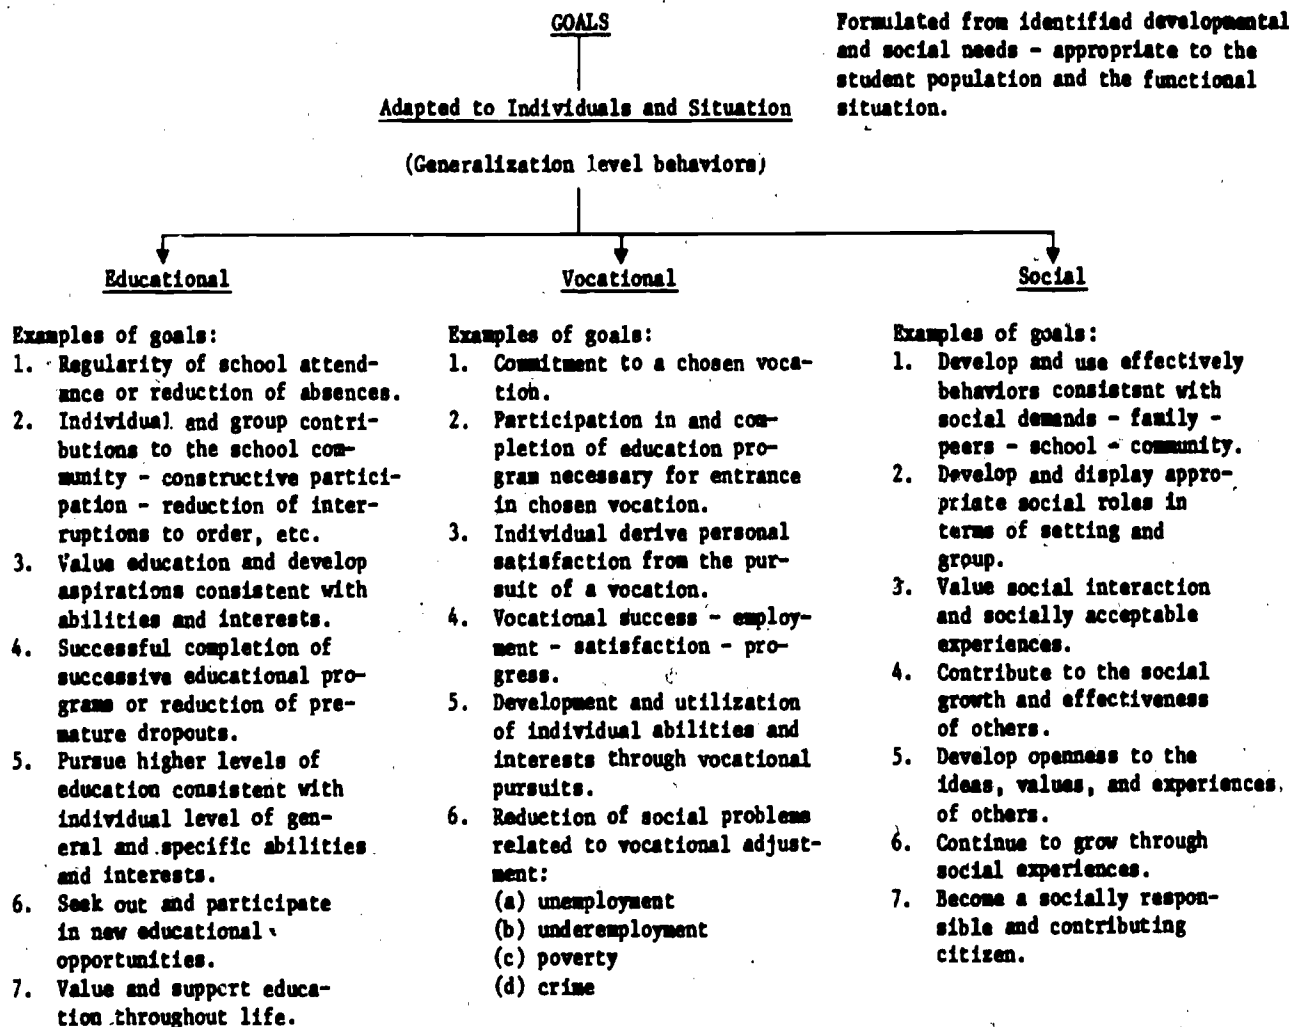 GOALS
Formulated from identified developmental
and social needs - appropriate to the
student population and the functional
situation.
Adapted to Individuals and Situation
(Generalization level behaviors)
Educational
Examples of goals:
1. Regularity of school attend-
ance or reduction of absences.
2. Individual and group contri-
butions to the school com-
munity - constructive partici-
pation - reduction of inter-
ruptions to order, etc.
3. Value education and develop
aspirations consistent with
abilities and interests.
4. Successful completion of
successive educational pro-
grams or reduction of pre-
mature dropouts.
5. Pursue higher levels of
education consistent with
individual level of gen-
eral and specific abilities
and interests.
6. Seek out and participate
in new educational
opportunities.
7. Value and support educa-
tion throughout life.
Vocational
Examples of goals:
1. Commitment to a chosen voca-
tion.
2. Participation in and com-
pletion of education pro-
gram necessary for entrance
in chosen vocation.
3. Individual derive personal
satisfaction from the pur-
suit of a vocation.
4. Vocational success - employ-
ment - satisfaction - pro-
gress.
5. Development and utilization
of individual abilities and
interests through vocational
pursuits.
6. Reduction of social problems
related to vocational adjust-
ment:
(a) unemployment
(b) underemployment
(c) poverty
(d) crime
Social
Examples of goals:
1. Develop and use effectively
behaviors consistent with
social demands - family -
peers - school - community.
2. Develop and display appro-
priate social roles in
terms of setting and
group.
3. Value social interaction
and socially acceptable
experiences.
4. Contribute to the social
growth and effectiveness
of others.
5. Develop openness to the
ideas, values, and experiences
of others.
6. Continue to grow through
social experiences.
7. Become a socially respon-
sible and contributing
citizen.